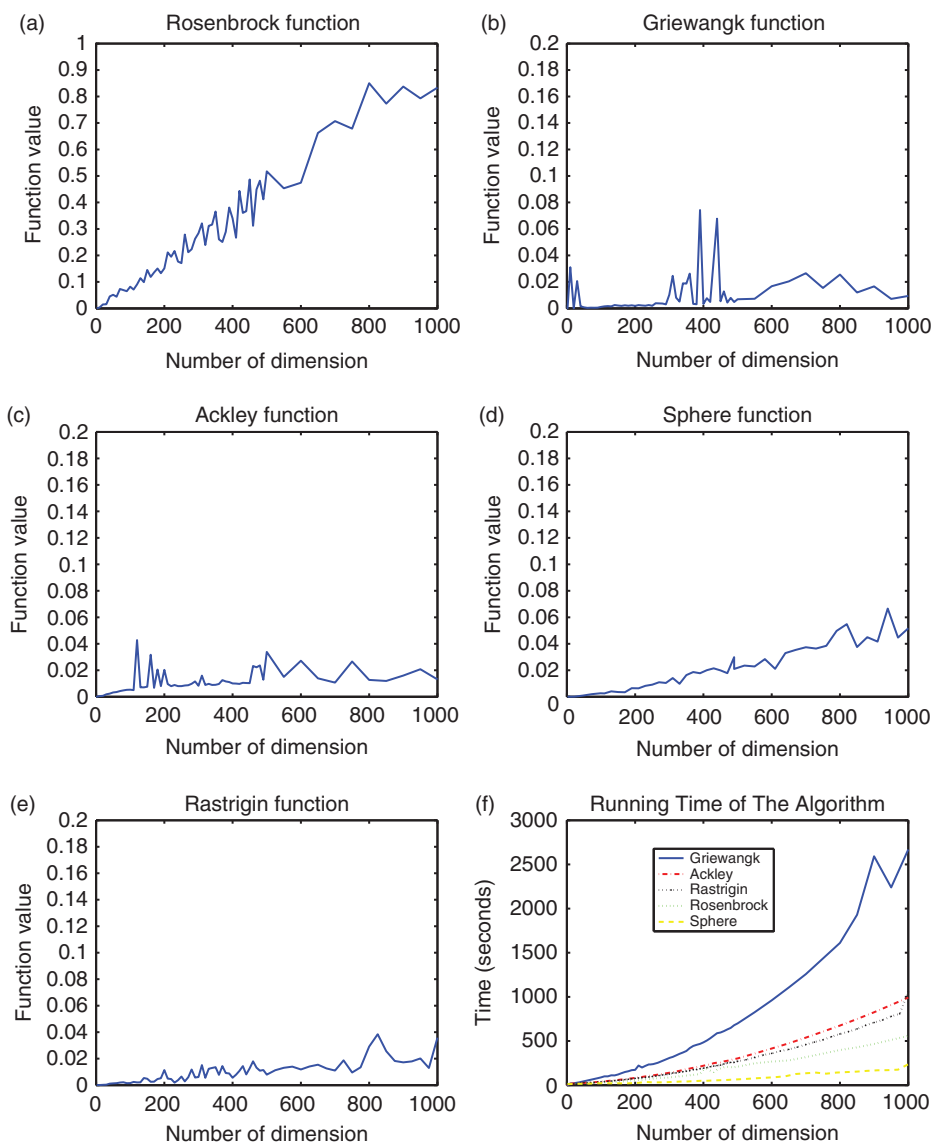 (a)
Rosenbrock function
1
0.9
0.8
0.7
0.6
0.5
0.4
0.3
0.2
0.1
0
Function value
0 200 400 600 800 1000
Number of dimension
(b)
Griewangk function
0.2
0.18
0.16
0.14
0.12
0.1
0.08
0.06
0.04
0.02
0
Function value
0 200 400 600 800 1000
Number of dimension
(c)
Ackley function
0.2
0.18
0.16
0.14
0.12
0.1
0.08
0.06
0.04
0.02
0
Function value
0 200 400 600 800 1000
Number of dimension
(d)
Sphere function
0.2
0.18
0.16
0.14
0.12
0.1
0.08
0.06
0.04
0.02
0
Function value
0 200 400 600 800 1000
Number of dimension
(e)
Rastrigin function
0.2
0.18
0.16
0.14
0.12
0.1
0.08
0.06
0.04
0.02
0
Function value
0 200 400 600 800 1000
Number of dimension
(f)
Running Time of The Algorithm
3000
2500
2000
1500
1000
500
0
Time (seconds)
Griewangk
Ackley
Rastrigin
Rosenbrock
Sphere
0 200 400 600 800 1000
Number of dimension